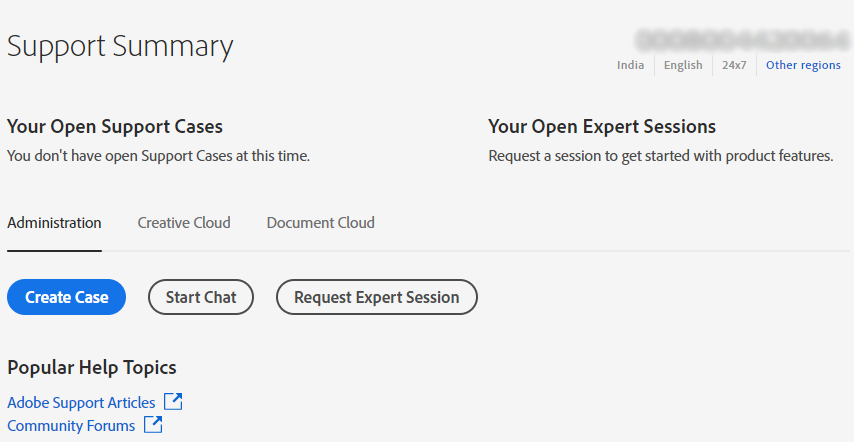 Support Summary
India English 24x7 Other regions
Your Open Support Cases
You don't have open Support Cases at this time.
Your Open Expert Sessions
Request a session to get started with product features.
Administration Creative Cloud Document Cloud
Create Case Start Chat Request Expert Session
Popular Help Topics
Adobe Support Articles
Community Forums